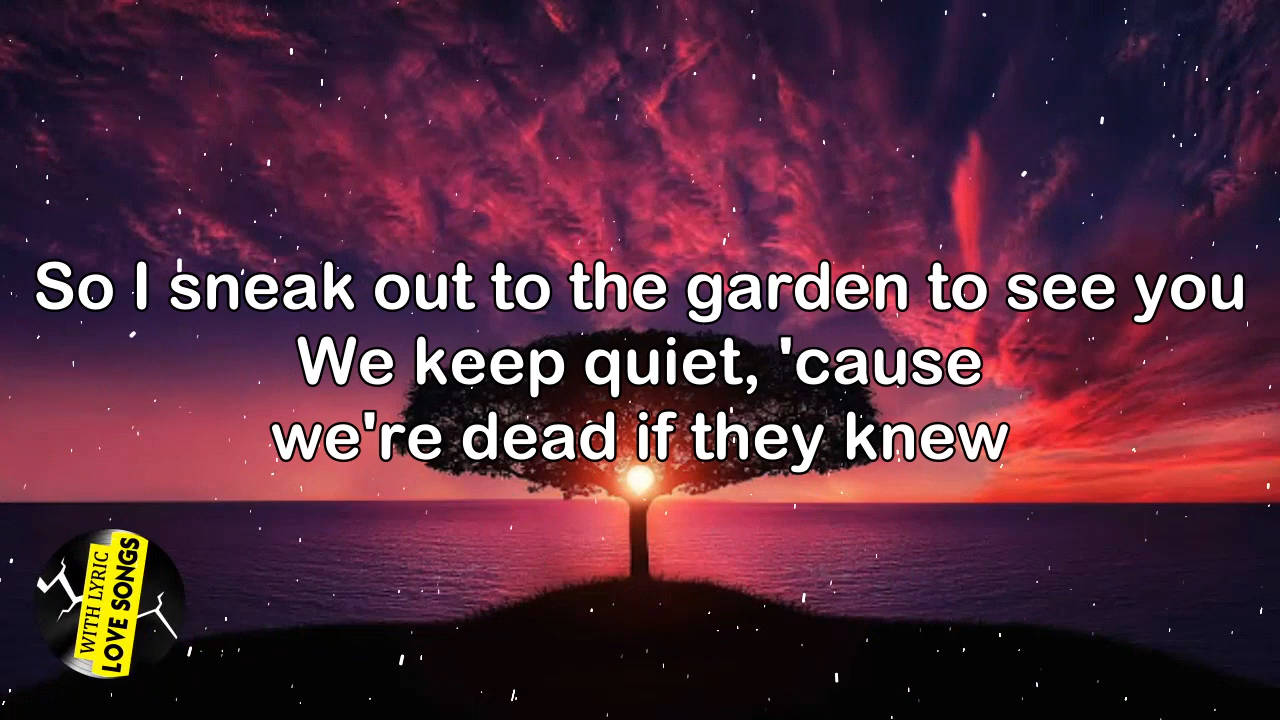 So I sneak out to the garden to see you
We keep quiet, 'cause
we're dead if they knew
WITH LYRIC
LOVE SONGS